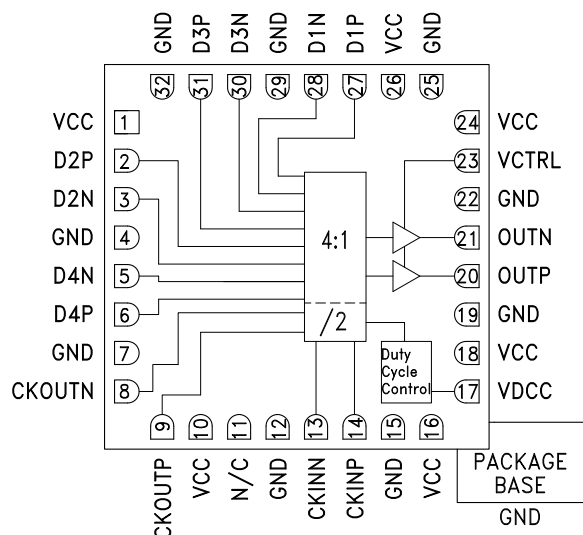 GND
D3P
D3N
GND
D1N
D1P
VCC
GND
32
31
30
29
28
27
26
25
VCC 1
D2P 2
D2N 3
GND 4
D4N 5
D4P 6
GND 7
CKOUTN 8
24 VCC
23 VCTRL
22 GND
21 OUTN
20 OUTP
19 GND
18 VCC
17 VDCC
4:1
/2
Duty
Cycle
Control
9
10
11
12
13
14
15
16
CKOUTP
VCC
N/C
GND
CKINN
CKINP
GND
VCC
PACKAGE
BASE
GND